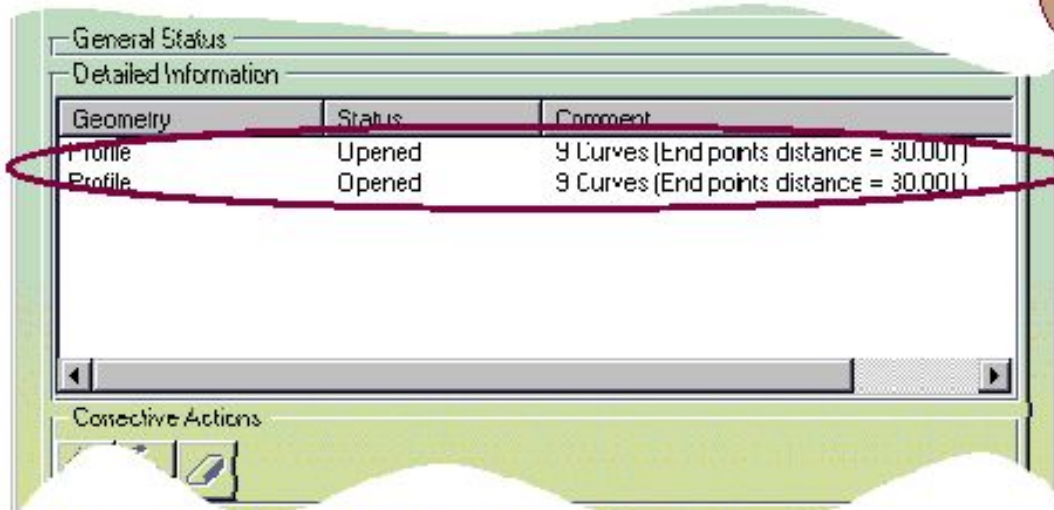 General Status
Detailed Information
Geometry Status Comment
Profile Opened 9 Curves (End points distance = 30.001)
Profile Opened 9 Curves (End points distance = 30.001)
Corrective Actions